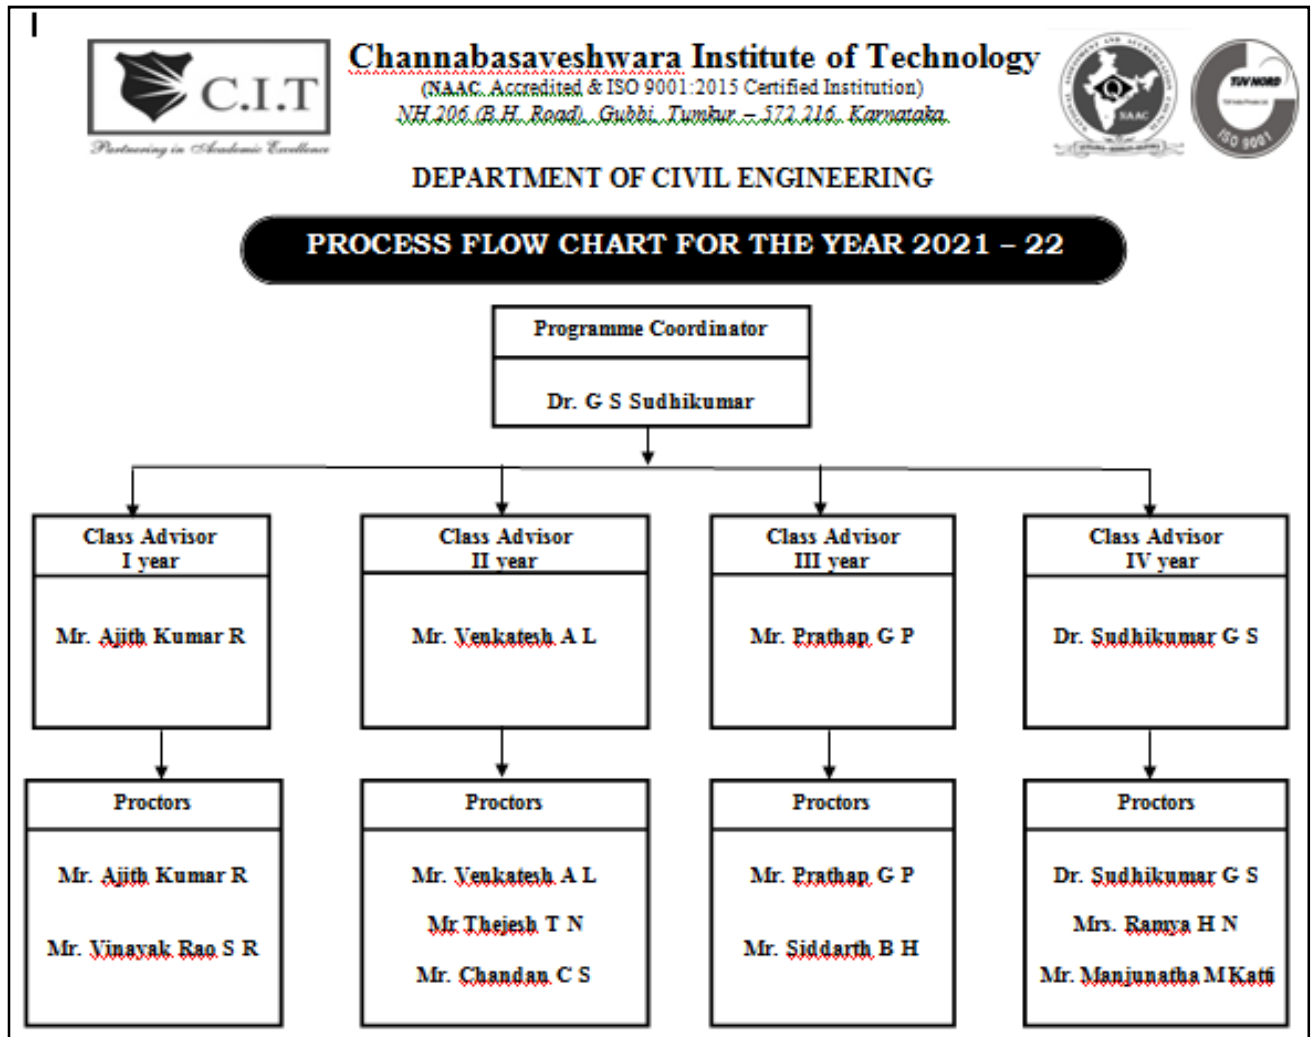 C.I.T
Partnering in Academic Excellence
Channabasaveshwara Institute of Technology
(NAAC Accredited & ISO 9001:2015 Certified Institution)
NH 206 (B.H. Road), Gubbi, Tumkur – 572 216. Karnataka.
NAAC
TUV NORD
ISO 9001
DEPARTMENT OF CIVIL ENGINEERING
PROCESS FLOW CHART FOR THE YEAR 2021 – 22
Programme Coordinator
Dr. G S Sudhikumar
Class Advisor
I year
Mr. Ajith Kumar R
Class Advisor
II year
Mr. Venkatesh A L
Class Advisor
III year
Mr. Prathap G P
Class Advisor
IV year
Dr. Sudhikumar G S
Proctors
Mr. Ajith Kumar R
Mr. Vinayak Rao S R
Proctors
Mr. Venkatesh A L
Mr Thejesh T N
Mr. Chandan C S
Proctors
Mr. Prathap G P
Mr. Siddarth B H
Proctors
Dr. Sudhikumar G S
Mrs. Ramya H N
Mr. Manjunatha M Katti